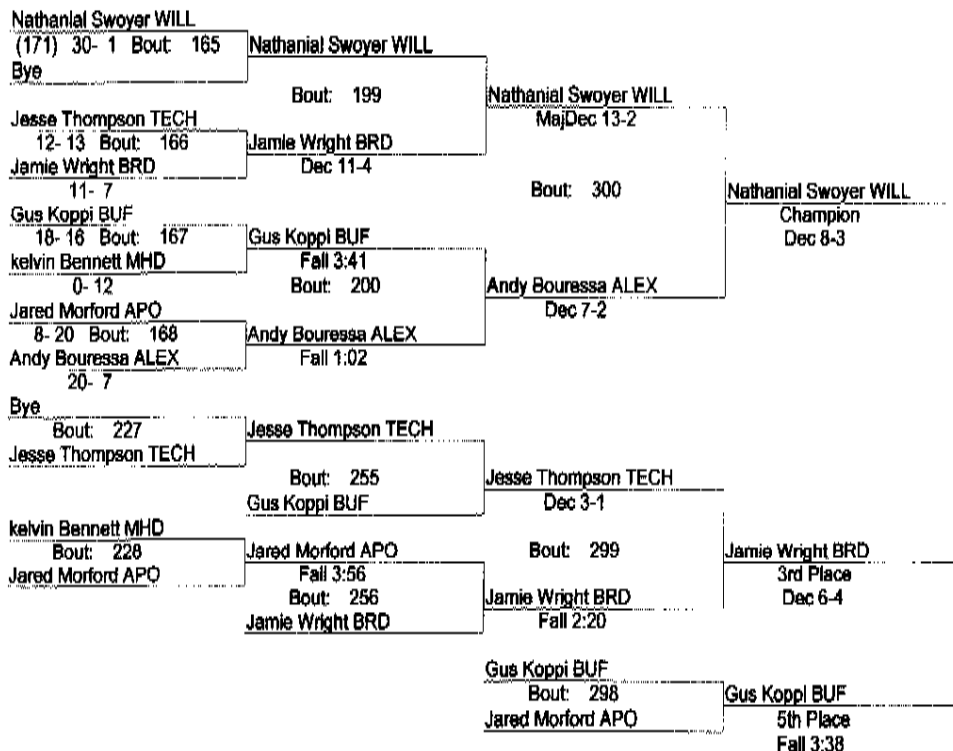 Nathanial Swoyer WILL
(171) 30- 1 Bout: 165
Bye
Nathanial Swoyer WILL
Bout: 199
Nathanial Swoyer WILL
MajDec 13-2
Jesse Thompson TECH
12- 13 Bout: 166
Jamie Wright BRD
11- 7
Jamie Wright BRD
Dec 11-4
Bout: 300
Nathanial Swoyer WILL
Champion
Dec 8-3
Gus Koppi BUF
18- 16 Bout: 167
kelvin Bennett MHD
0- 12
Gus Koppi BUF
Fall 3:41
Bout: 200
Andy Bouressa ALEX
Dec 7-2
Jared Morford APO
8- 20 Bout: 168
Andy Bouressa ALEX
20- 7
Andy Bouressa ALEX
Fall 1:02
Bye
Bout: 227
Jesse Thompson TECH
Jesse Thompson TECH
Bout: 255
Gus Koppi BUF
Jesse Thompson TECH
Dec 3-1
kelvin Bennett MHD
Bout: 228
Jared Morford APO
Jared Morford APO
Fall 3:56
Bout: 256
Jamie Wright BRD
Bout: 299
Jamie Wright BRD
Fall 2:20
Jamie Wright BRD
3rd Place
Dec 6-4
Gus Koppi BUF
Bout: 298
Jared Morford APO
Gus Koppi BUF
5th Place
Fall 3:38